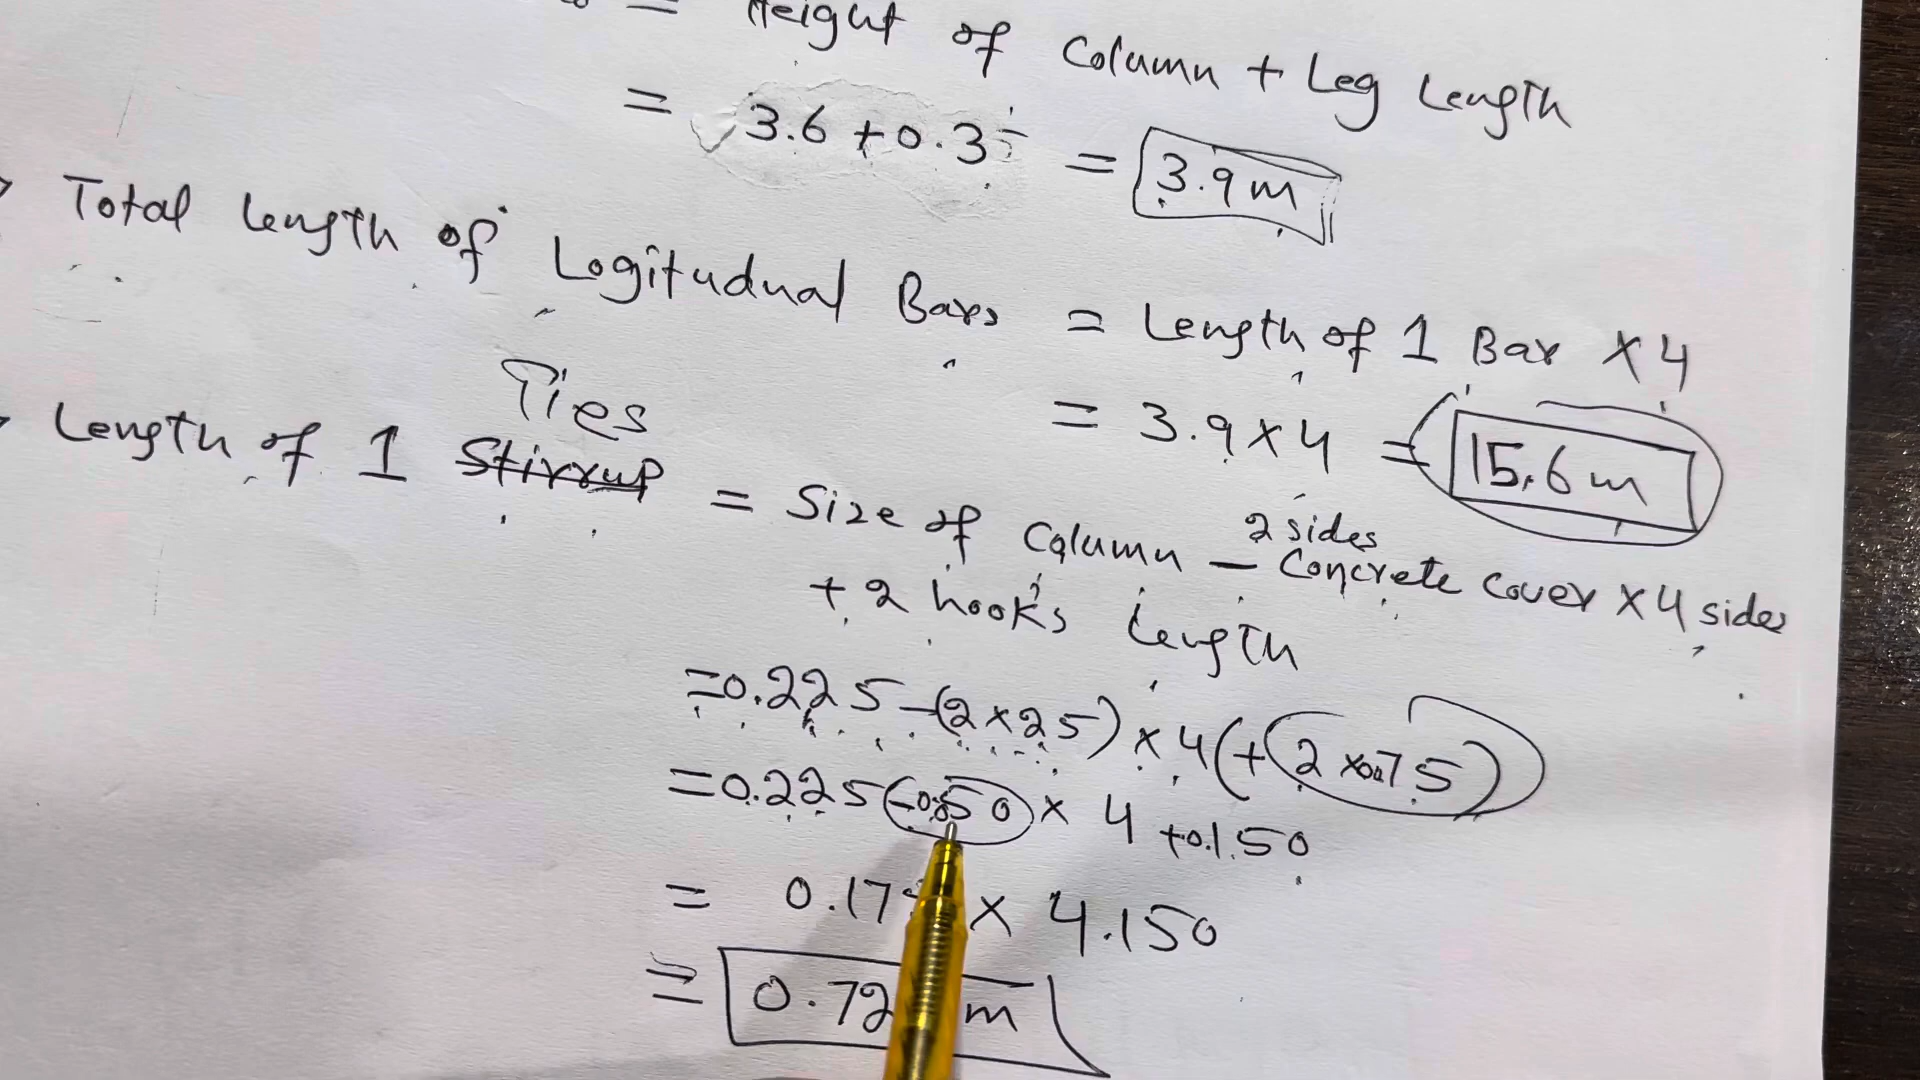 = Height of Column + Leg Length
= 3.6 + 0.3 = 3.9m
Total Length of Logitudual Bars = Length of 1 Bar X 4
= 3.9 X 4 = 15.6 m
Ties
Length of 1 Stirrup = Size of Column - 2 sides Concrete Cover X 4 sides
+ 2 hooks Length
= 0.225 - (2 X 25) X 4 (+ 2 X 0.075)
= 0.225 - 0.050 X 4 + 0.150
= 0.17 X 4.150
= 0.72 m